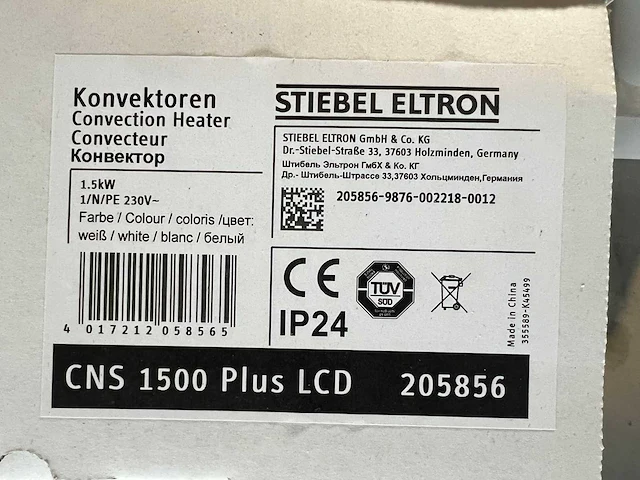 Konvektoren
Convection Heater
Convecteur
Конвектор
1.5kW
1/N/PE 230V~
Farbe / Colour / coloris /цвет:
weiß / white / blanc / белый
4 017212 058565
STIEBEL ELTRON
STIEBEL ELTRON GmbH & Co. KG
Dr.-Stiebel-Straße 33, 37603 Holzminden, Germany
Штибель Эльтрон ГмбХ & Ко. КГ
Др.- Штибель-Штрассе 33,37603 Хольцминден,Германия
205856-9876-002218-0012
CE
TÜV
SÜD
IP24
Made in China
355589-K45499
CNS 1500 Plus LCD 205856